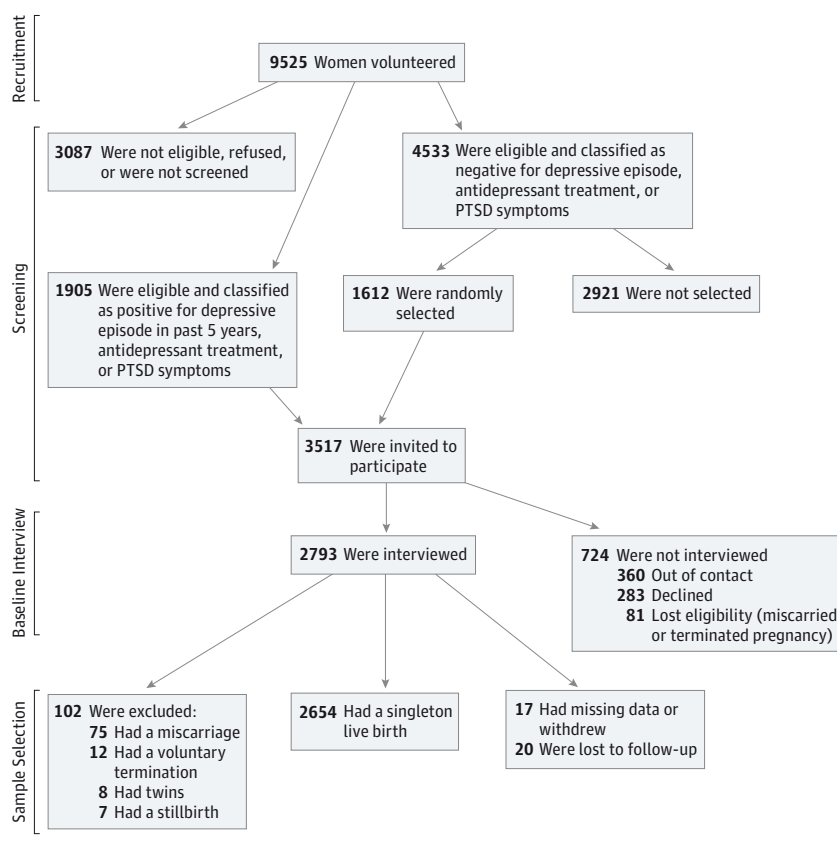 Recruitment
9525 Women volunteered
Screening
3087 Were not eligible, refused,
or were not screened
4533 Were eligible and classified as
negative for depressive episode,
antidepressant treatment, or
PTSD symptoms
1905 Were eligible and classified
as positive for depressive
episode in past 5 years,
antidepressant treatment,
or PTSD symptoms
1612 Were randomly
selected
2921 Were not selected
3517 Were invited to
participate
Baseline Interview
2793 Were interviewed
724 Were not interviewed
360 Out of contact
283 Declined
81 Lost eligibility (miscarried
or terminated pregnancy)
Sample Selection
102 Were excluded:
75 Had a miscarriage
12 Had a voluntary
termination
8 Had twins
7 Had a stillbirth
2654 Had a singleton
live birth
17 Had missing data or
withdrew
20 Were lost to follow-up